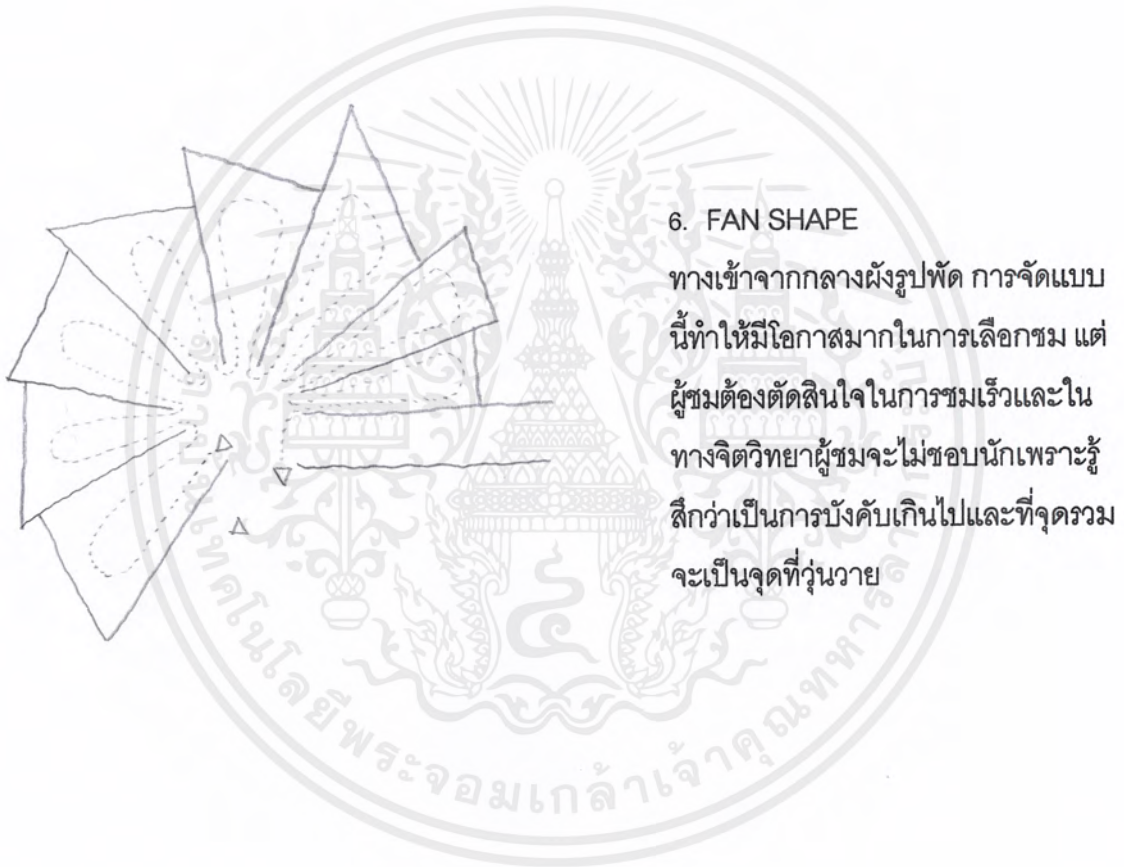 6. FAN SHAPE
ทางเข้าจากกลางผังรูปพัด การจัดแบบ
นี้ทำให้มีโอกาสมากในการเลือกชม แต่
ผู้ชมต้องตัดสินใจในการชมเร็วและใน
ทางจิตวิทยาผู้ชมจะไม่ชอบนักเพราะรู้
สึกว่าเป็นการบังคับเกินไปและที่จุดรวม
จะเป็นจุดที่วุ่นวาย